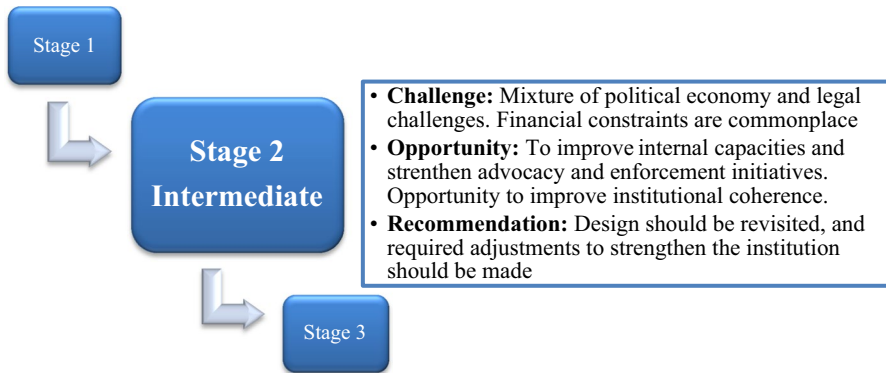 Stage 1
Stage 2
Intermediate
• Challenge: Mixture of political economy and legal
challenges. Financial constraints are commonplace
• Opportunity: To improve internal capacities and
strenthen advocacy and enforcement initiatives.
Opportunity to improve institutional coherence.
• Recommendation: Design should be revisited, and
required adjustments to strengthen the institution
should be made
Stage 3